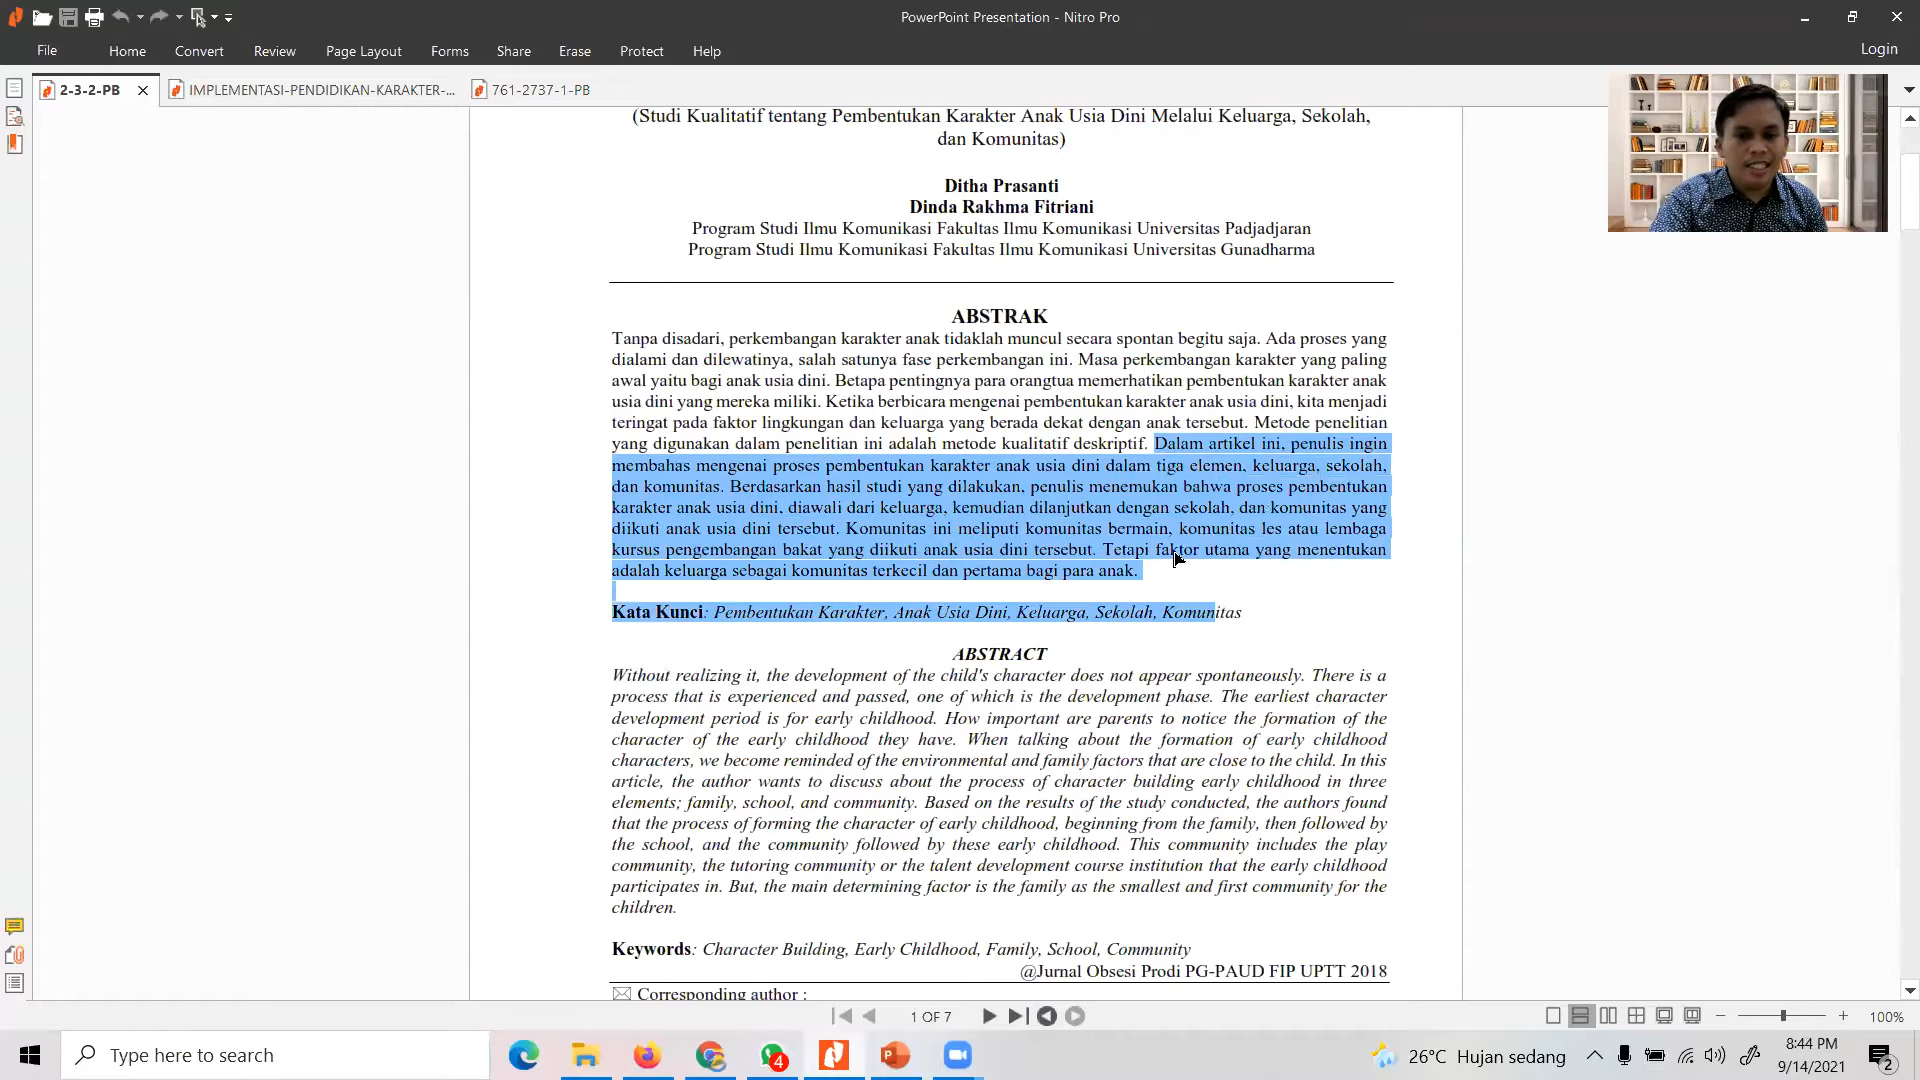 PowerPoint Presentation - Nitro Pro
File Home Convert Review Page Layout Forms Share Erase Protect Help Login
2-3-2-PB IMPLEMENTASI-PENDIDIKAN-KARAKTER-... 761-2737-1-PB
(Studi Kualitatif tentang Pembentukan Karakter Anak Usia Dini Melalui Keluarga, Sekolah,
dan Komunitas)
Ditha Prasanti
Dinda Rakhma Fitriani
Program Studi Ilmu Komunikasi Fakultas Ilmu Komunikasi Universitas Padjadjaran
Program Studi Ilmu Komunikasi Fakultas Ilmu Komunikasi Universitas Gunadharma
ABSTRAK
Tanpa disadari, perkembangan karakter anak tidaklah muncul secara spontan begitu saja. Ada proses yang
dialami dan dilewatinya, salah satunya fase perkembangan ini. Masa perkembangan karakter yang paling
awal yaitu bagi anak usia dini. Betapa pentingnya para orangtua memerhatikan pembentukan karakter anak
usia dini yang mereka miliki. Ketika berbicara mengenai pembentukan karakter anak usia dini, kita menjadi
teringat pada faktor lingkungan dan keluarga yang berada dekat dengan anak tersebut. Metode penelitian
yang digunakan dalam penelitian ini adalah metode kualitatif deskriptif. Dalam artikel ini, penulis ingin
membahas mengenai proses pembentukan karakter anak usia dini dalam tiga elemen, keluarga, sekolah,
dan komunitas. Berdasarkan hasil studi yang dilakukan, penulis menemukan bahwa proses pembentukan
karakter anak usia dini, diawali dari keluarga, kemudian dilanjutkan dengan sekolah, dan komunitas yang
diikuti anak usia dini tersebut. Komunitas ini meliputi komunitas bermain, komunitas les atau lembaga
kursus pengembangan bakat yang diikuti anak usia dini tersebut. Tetapi faktor utama yang menentukan
adalah keluarga sebagai komunitas terkecil dan pertama bagi para anak.
Kata Kunci: Pembentukan Karakter, Anak Usia Dini, Keluarga, Sekolah, Komunitas
ABSTRACT
Without realizing it, the development of the child's character does not appear spontaneously. There is a
process that is experienced and passed, one of which is the development phase. The earliest character
development period is for early childhood. How important are parents to notice the formation of the
character of the early childhood they have. When talking about the formation of early childhood
characters, we become reminded of the environmental and family factors that are close to the child. In this
article, the author wants to discuss about the process of character building early childhood in three
elements; family, school, and community. Based on the results of the study conducted, the authors found
that the process of forming the character of early childhood, beginning from the family, then followed by
the school, and the community followed by these early childhood. This community includes the play
community, the tutoring community or the talent development course institution that the early childhood
participates in. But, the main determining factor is the family as the smallest and first community for the
children.
Keywords: Character Building, Early Childhood, Family, School, Community
@Jurnal Obsesi Prodi PG-PAUD FIP UPTT 2018
Corresponding author :
1 OF 7 100%
Type here to search 4 26°C Hujan sedang 8:44 PM
9/14/2021 2